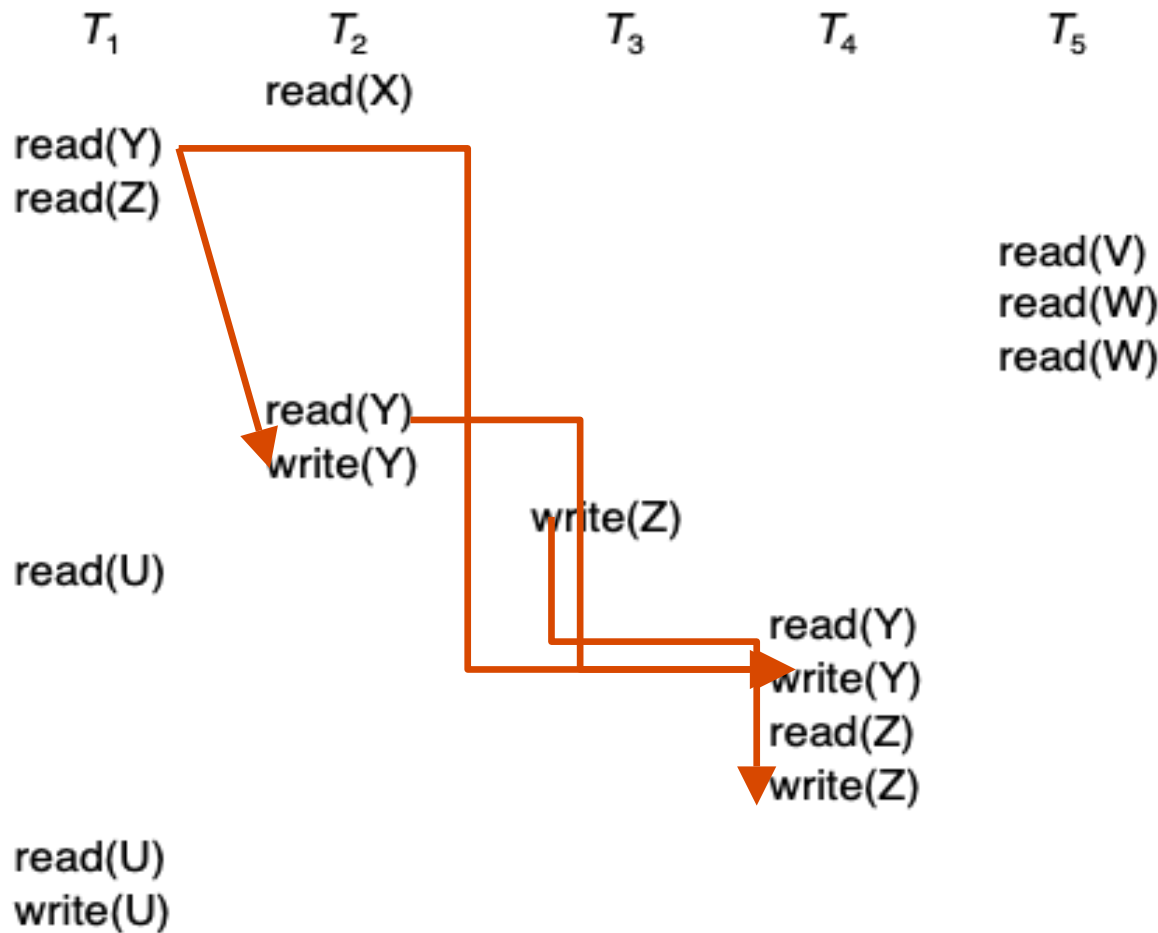 T1 T2 T3 T4 T5
read(X)
read(Y)
read(Z)
read(V)
read(W)
read(W)
read(Y)
write(Y)
write(Z)
read(U)
read(Y)
write(Y)
read(Z)
write(Z)
read(U)
write(U)